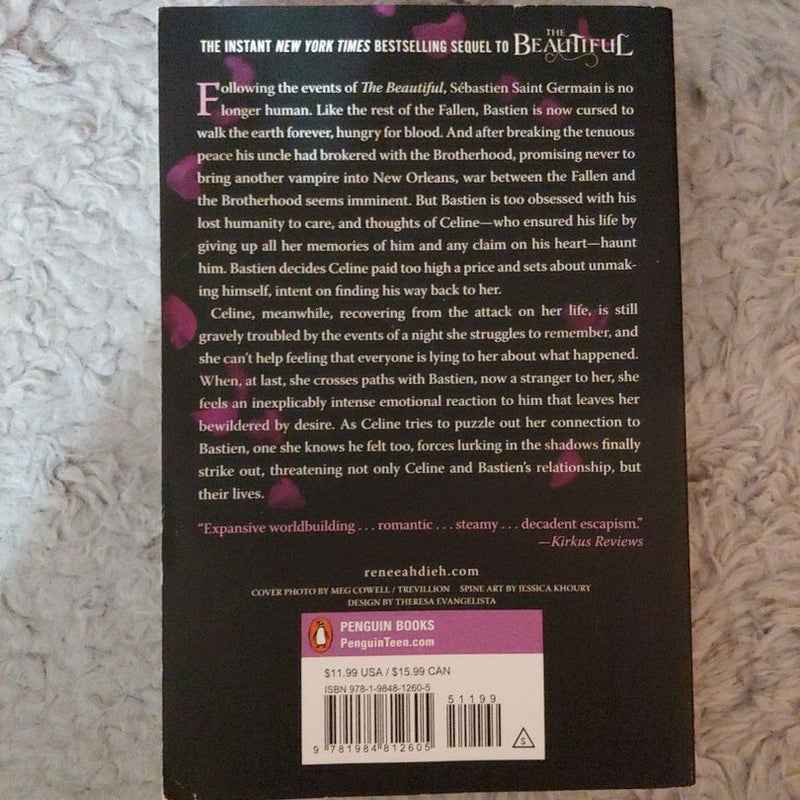 THE INSTANT NEW YORK TIMES BESTSELLING SEQUEL TO THE BEAUTIFUL
Following the events of The Beautiful, Sébastien Saint Germain is no
longer human. Like the rest of the Fallen, Bastien is now cursed to
walk the earth forever, hungry for blood. And after breaking the tenuous
peace his uncle had brokered with the Brotherhood, promising never to
bring another vampire into New Orleans, war between the Fallen and
the Brotherhood seems imminent. But Bastien is too obsessed with his
lost humanity to care, and thoughts of Celine—who ensured his life by
giving up all her memories of him and any claim on his heart—haunt
him. Bastien decides Celine paid too high a price and sets about unmak-
ing himself, intent on finding his way back to her.
Celine, meanwhile, recovering from the attack on her life, is still
gravely troubled by the events of a night she struggles to remember, and
she can't help feeling that everyone is lying to her about what happened.
When, at last, she crosses paths with Bastien, now a stranger to her, she
feels an inexplicably intense emotional reaction to him that leaves her
bewildered by desire. As Celine tries to puzzle out her connection to
Bastien, one she knows he felt too, forces lurking in the shadows finally
strike out, threatening not only Celine and Bastien's relationship, but
their lives.
"Expansive worldbuilding . . . romantic . . . steamy . . . decadent escapism."
—Kirkus Reviews
reneeahdieh.com
COVER PHOTO BY MEG COWELL / TREVILLION SPINE ART BY JESSICA KHOURY
DESIGN BY THERESA EVANGELISTA
PENGUIN BOOKS
PenguinTeen.com
$11.99 USA / $15.99 CAN
ISBN 978-1-9848-1260-5
51199
9 781984 812605
S